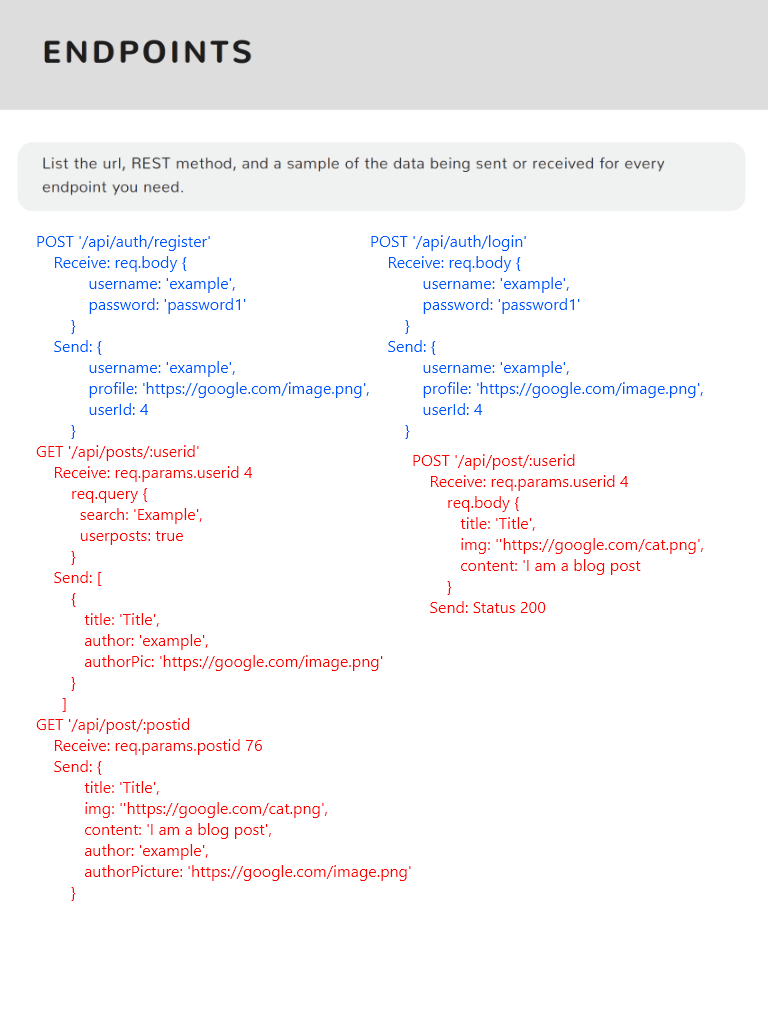 ENDPOINTS
List the url, REST method, and a sample of the data being sent or received for every
endpoint you need.
POST '/api/auth/register'
Receive: req.body {
username: 'example',
password: 'password1'
}
Send: {
username: 'example',
profile: 'https://google.com/image.png',
userId: 4
}
POST '/api/auth/login'
Receive: req.body {
username: 'example',
password: 'password1'
}
Send: {
username: 'example',
profile: 'https://google.com/image.png',
userId: 4
}
GET '/api/posts/:userid'
Receive: req.params.userid 4
req.query {
search: 'Example',
userposts: true
}
Send: [
{
title: 'Title',
author: 'example',
authorPic: 'https://google.com/image.png'
}
]
POST '/api/post/:userid
Receive: req.params.userid 4
req.body {
title: 'Title',
img: ''https://google.com/cat.png',
content: 'I am a blog post
}
Send: Status 200
GET '/api/post/:postid
Receive: req.params.postid 76
Send: {
title: 'Title',
img: ''https://google.com/cat.png',
content: 'I am a blog post',
author: 'example',
authorPicture: 'https://google.com/image.png'
}